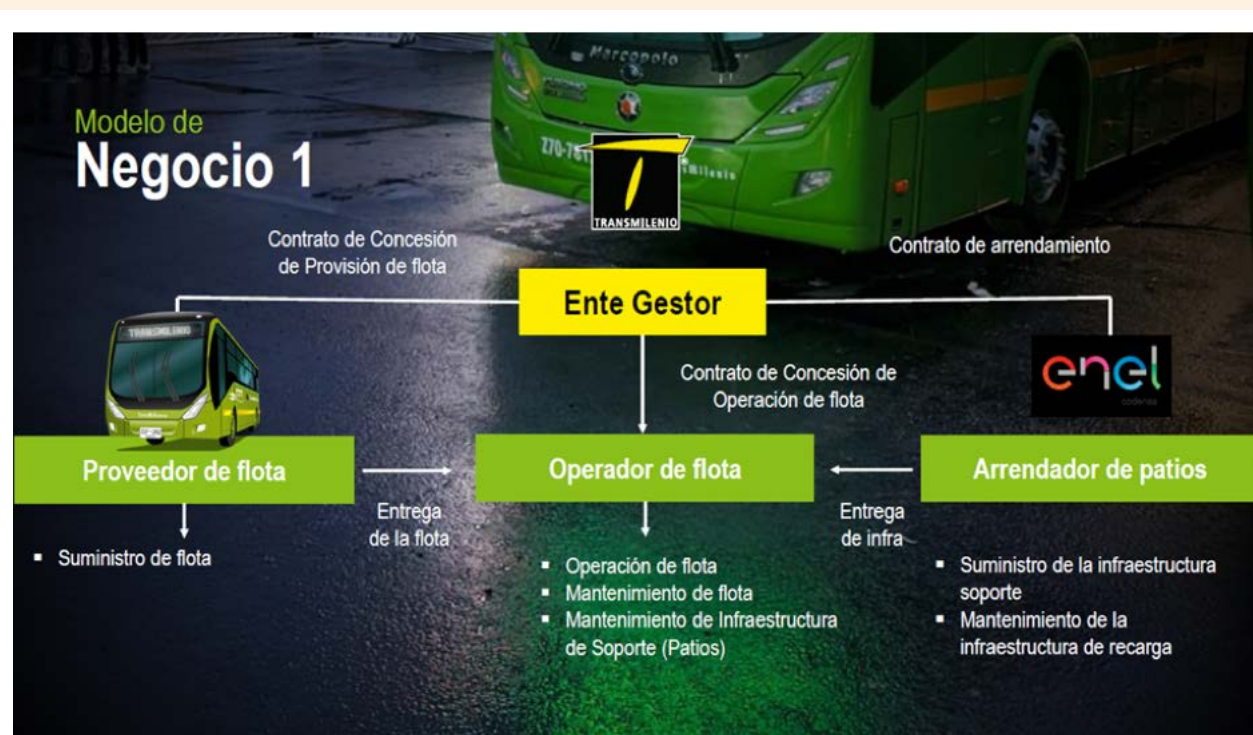 Modelo de
Negocio 1
Marcopolo
Z70-781
TRANSMILENIO
Contrato de Concesión
de Provisión de flota
Contrato de arrendamiento
Ente Gestor
TRANSMILENIO
Contrato de Concesión de
Operación de flota
enel
codensa
Proveedor de flota
Operador de flota
Arrendador de patios
Entrega
de la flota
Entrega
de infra
▪ Suministro de flota
▪ Operación de flota
▪ Mantenimiento de flota
▪ Mantenimiento de Infraestructura
de Soporte (Patios)
▪ Suministro de la infraestructura
soporte
▪ Mantenimiento de la
infraestructura de recarga